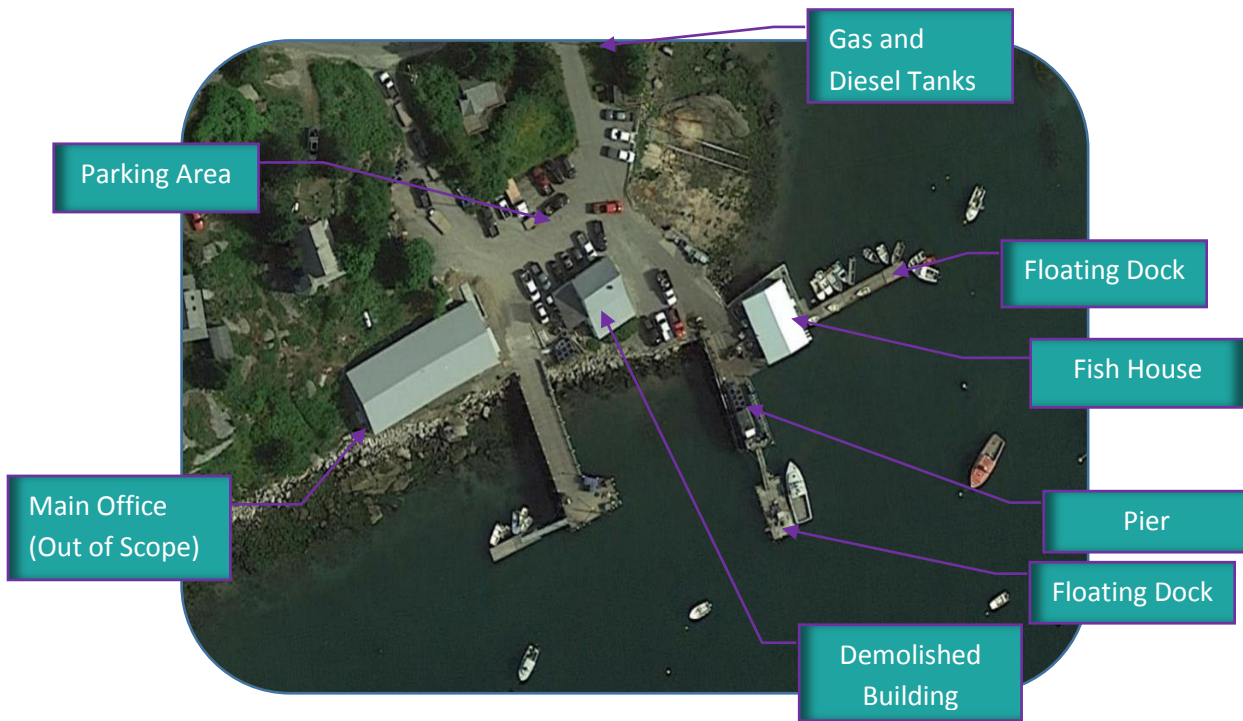 Gas and
Diesel Tanks
Parking Area
Floating Dock
Fish House
Main Office
(Out of Scope)
Pier
Floating Dock
Demolished
Building